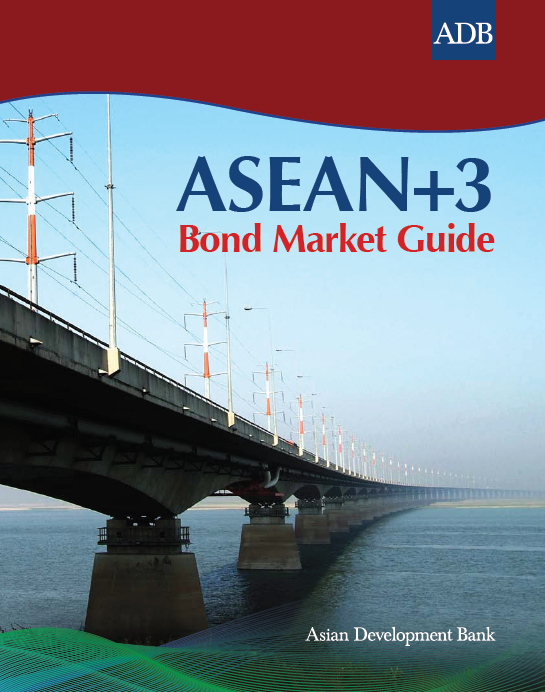 ADB
ASEAN+3
Bond Market Guide
Asian Development Bank